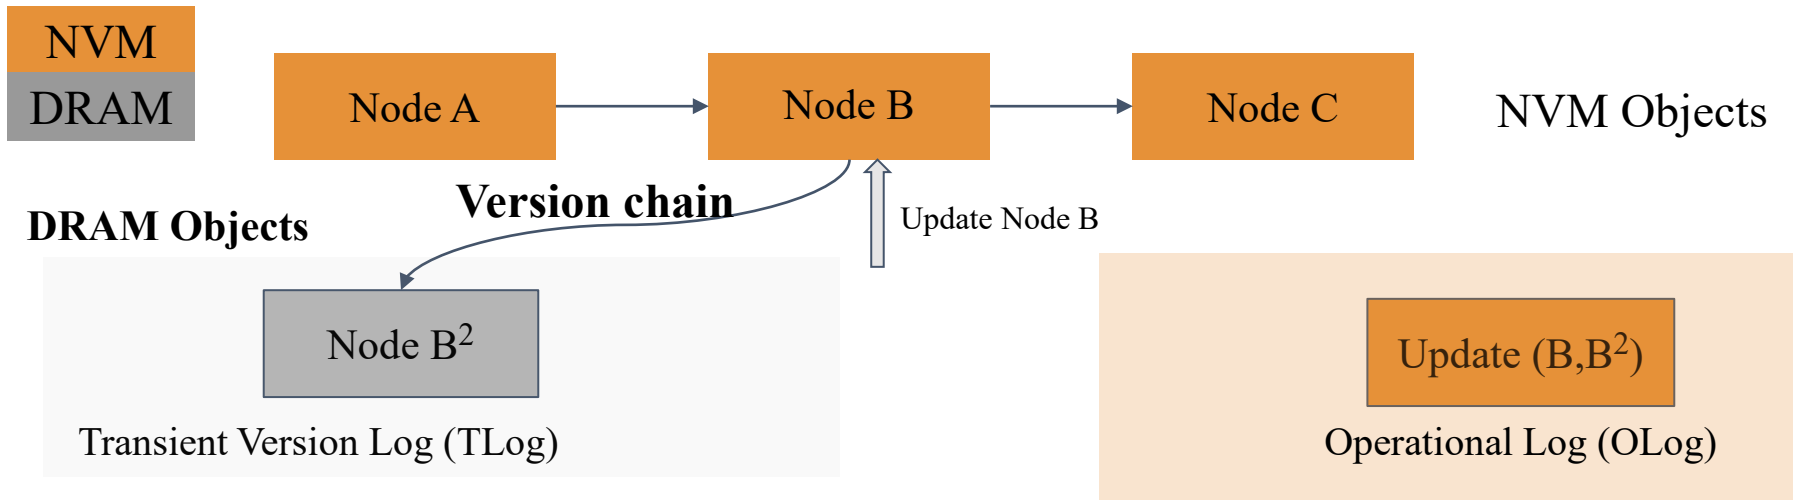 NVM
DRAM
Node A
Node B
Node C
NVM Objects
Version chain
Update Node B
DRAM Objects
Node B²
Update (B,B²)
Transient Version Log (TLog)
Operational Log (OLog)